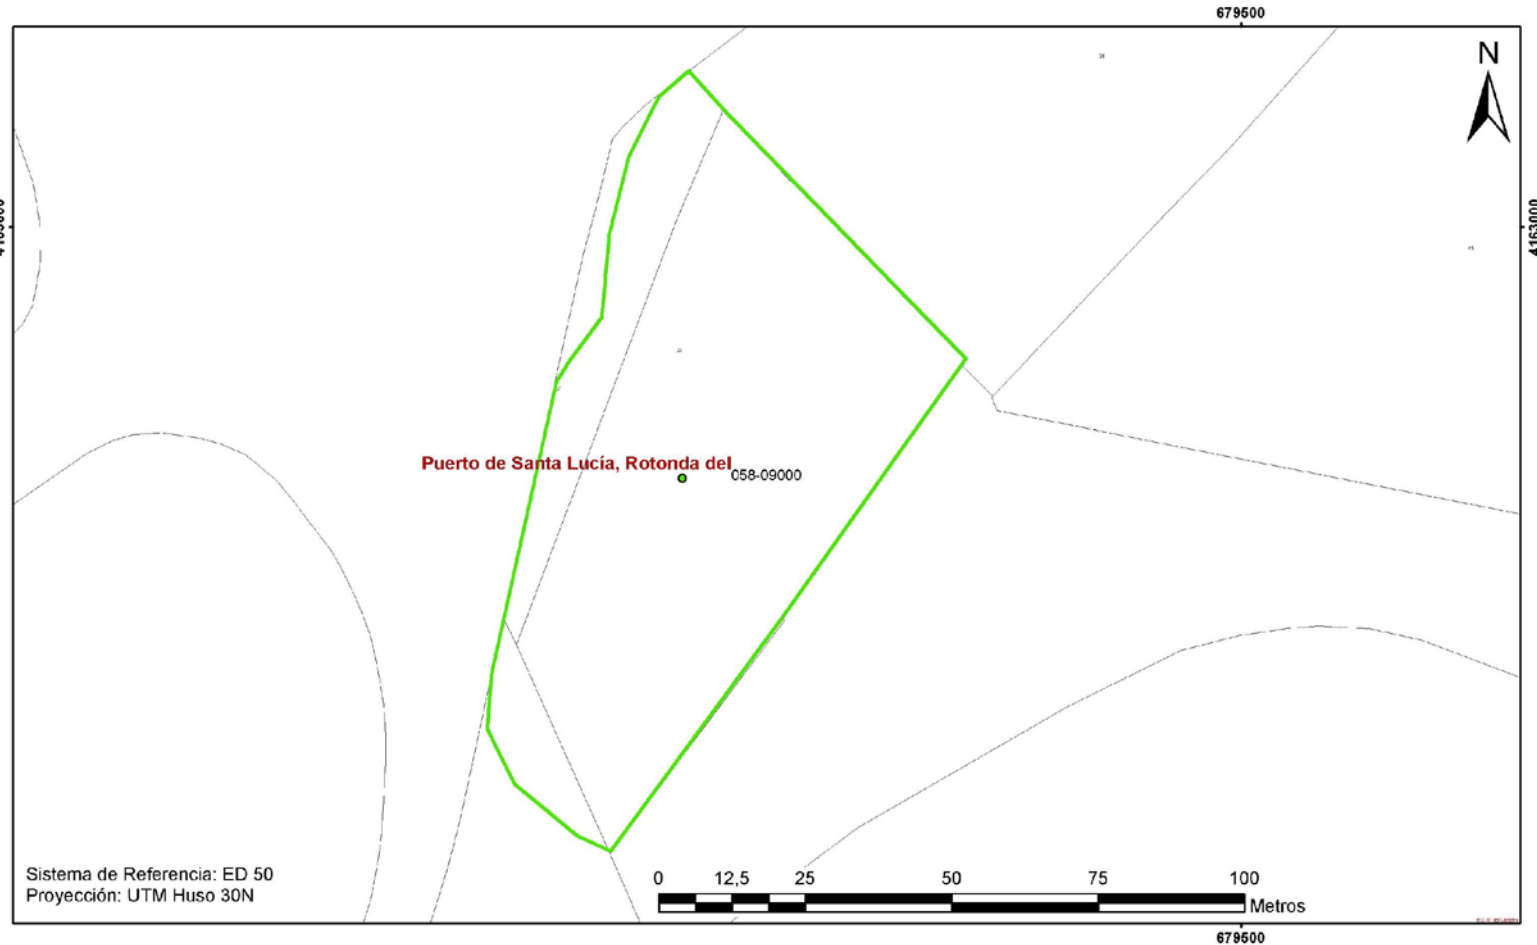 679500
N
4163000
Puerto de Santa Lucía, Rotonda del
058-09000
Sistema de Referencia: ED 50
Proyección: UTM Huso 30N
0 12,5 25 50 75 100
Metros
679500